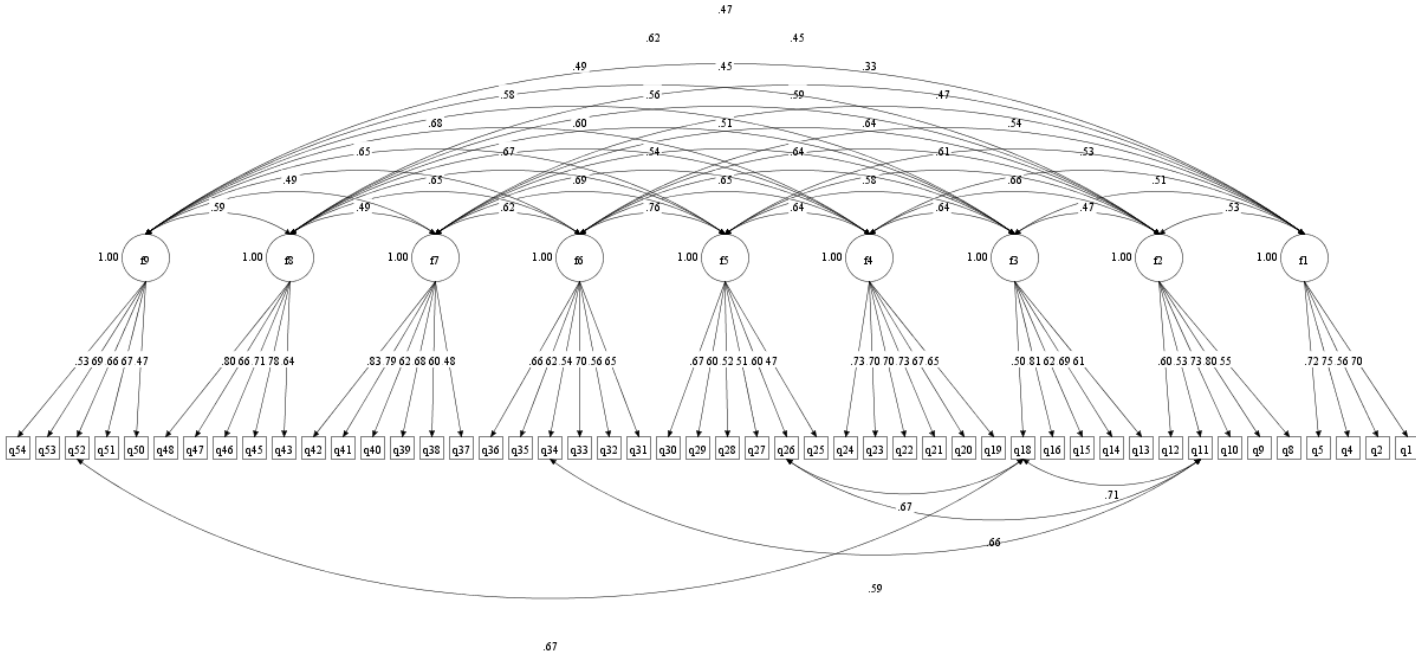 .47
.62 .45
.49 .45 .33
.58 .56 .59 .47
.68 .60 .51 .64 .54
.65 .67 .54 .64 .61 .53
.49 .65 .69 .65 .58 .66 .51
.59 .49 .62 .76 .64 .64 .47 .53
1.00 f9 1.00 f8 1.00 f7 1.00 f6 1.00 f5 1.00 f4 1.00 f3 1.00 f2 1.00 f1
.53 69 66 67 47 .80 66 71 78 64 .83 79 62 68 60 48 .66 62 .54 70 .56 65 .67 60 .52 51 60 47 .73 70 70 73 67 65 .50 81 62 69 61 .60 .53 73 80 55 .72 75 56 70
q54 q53 q52 q51 q50 q48 q47 q46 q45 q43 q42 q41 q40 q39 q38 q37 q36 q35 q34 q33 q32 q31 q30 q29 q28 q27 q26 q25 q24 q23 q22 q21 q20 q19 q18 q16 q15 q14 q13 q12 q11 q10 q9 q8 q5 q4 q2 q1
.71
.67
.66
.59
.67